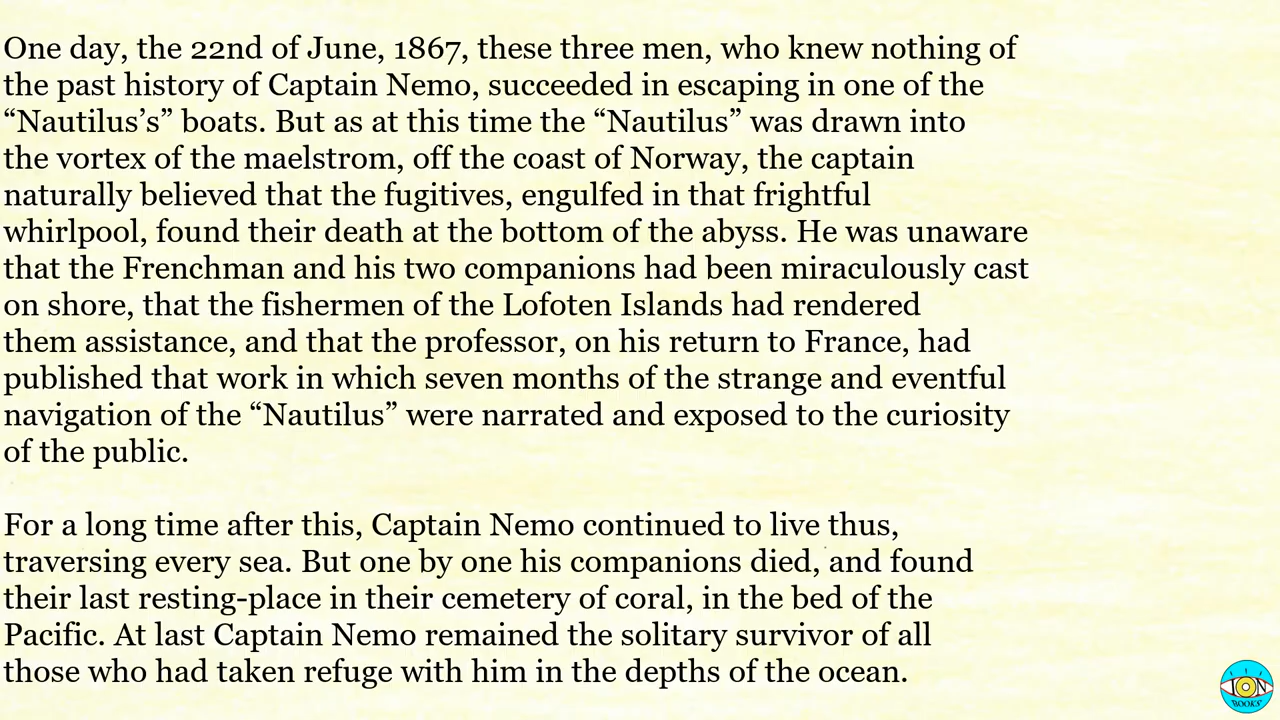 One day, the 22nd of June, 1867, these three men, who knew nothing of
the past history of Captain Nemo, succeeded in escaping in one of the
“Nautilus’s” boats. But as at this time the “Nautilus” was drawn into
the vortex of the maelstrom, off the coast of Norway, the captain
naturally believed that the fugitives, engulfed in that frightful
whirlpool, found their death at the bottom of the abyss. He was unaware
that the Frenchman and his two companions had been miraculously cast
on shore, that the fishermen of the Lofoten Islands had rendered
them assistance, and that the professor, on his return to France, had
published that work in which seven months of the strange and eventful
navigation of the “Nautilus” were narrated and exposed to the curiosity
of the public.
For a long time after this, Captain Nemo continued to live thus,
traversing every sea. But one by one his companions died, and found
their last resting-place in their cemetery of coral, in the bed of the
Pacific. At last Captain Nemo remained the solitary survivor of all
those who had taken refuge with him in the depths of the ocean.
ION
BOOKS